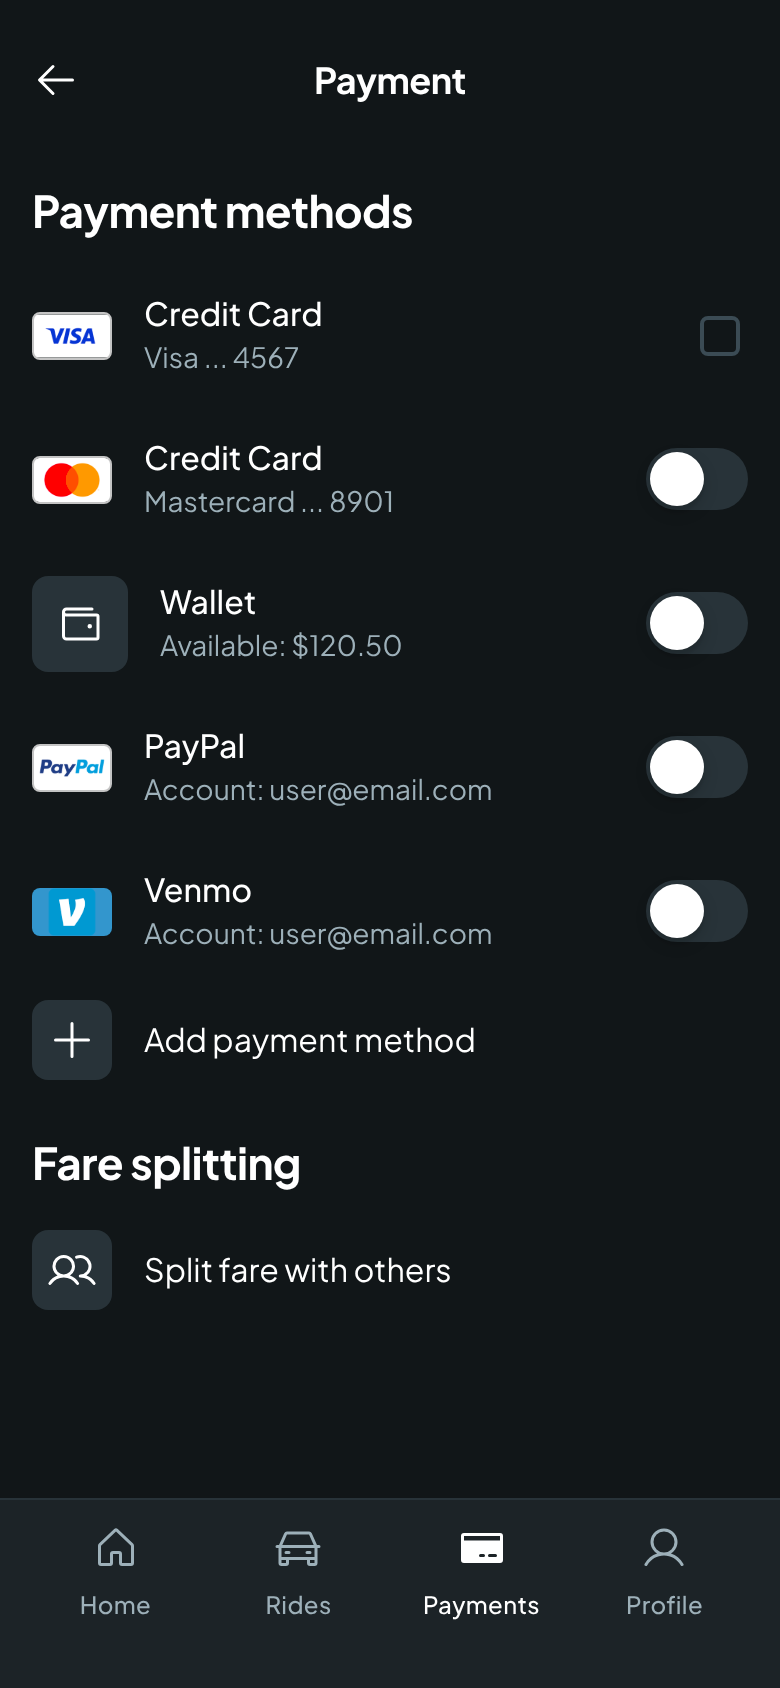 Payment
Payment methods
VISA
Credit Card
Visa ... 4567
Credit Card
Mastercard ... 8901
Wallet
Available: $120.50
PayPal
PayPal
Account: user@email.com
V
Venmo
Account: user@email.com
Add payment method
Fare splitting
Split fare with others
Home
Rides
Payments
Profile